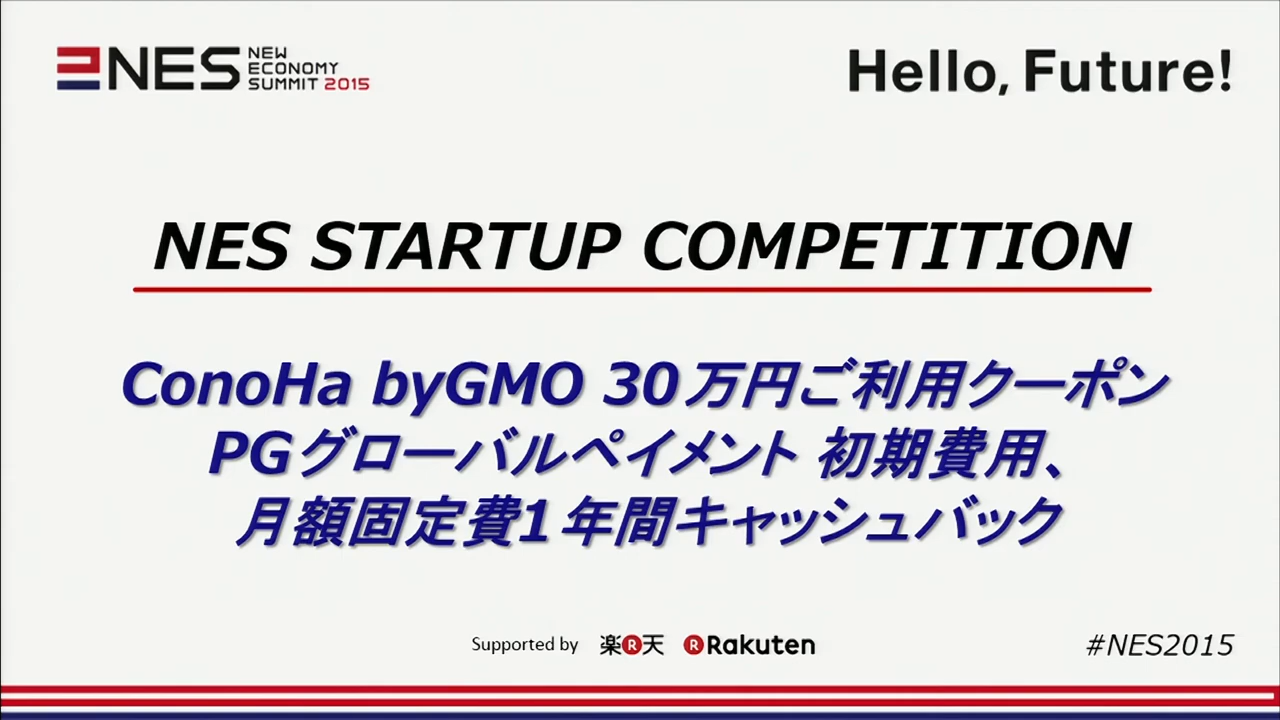 NES NEW ECONOMY SUMMIT 2015
Hello, Future!
NES STARTUP COMPETITION
ConoHa byGMO 30万円ご利用クーポン
PGグローバルペイメント 初期費用、
月額固定費1年間キャッシュバック
Supported by 楽R天 R Rakuten
#NES2015